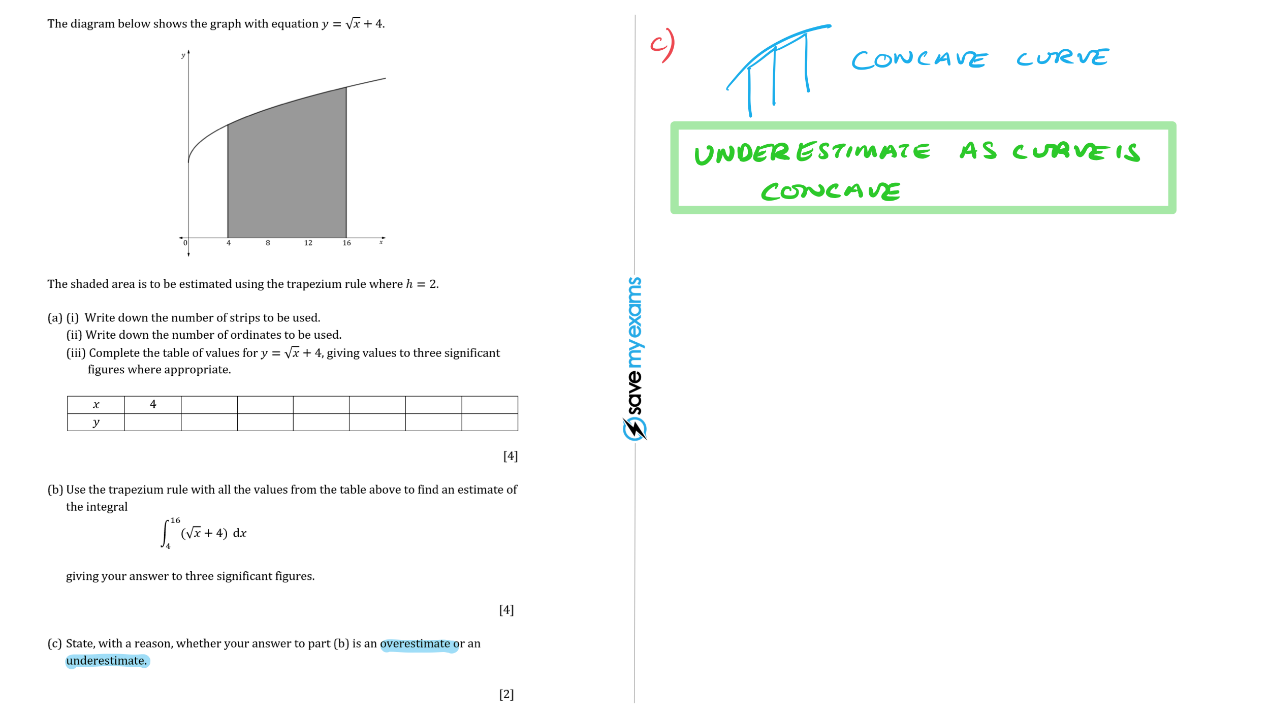 The diagram below shows the graph with equation y = √x + 4.
y
0 4 8 12 16 x
The shaded area is to be estimated using the trapezium rule where h = 2.
(a) (i) Write down the number of strips to be used.
(ii) Write down the number of ordinates to be used.
(iii) Complete the table of values for y = √x + 4, giving values to three significant
figures where appropriate.
x 4
y
[4]
(b) Use the trapezium rule with all the values from the table above to find an estimate of
the integral
∫₄¹⁶ (√x + 4) dx
giving your answer to three significant figures.
[4]
(c) State, with a reason, whether your answer to part (b) is an overestimate or an
underestimate.
[2]
savemyexams
c) CONCAVE CURVE
UNDERESTIMATE AS CURVE IS
CONCAVE